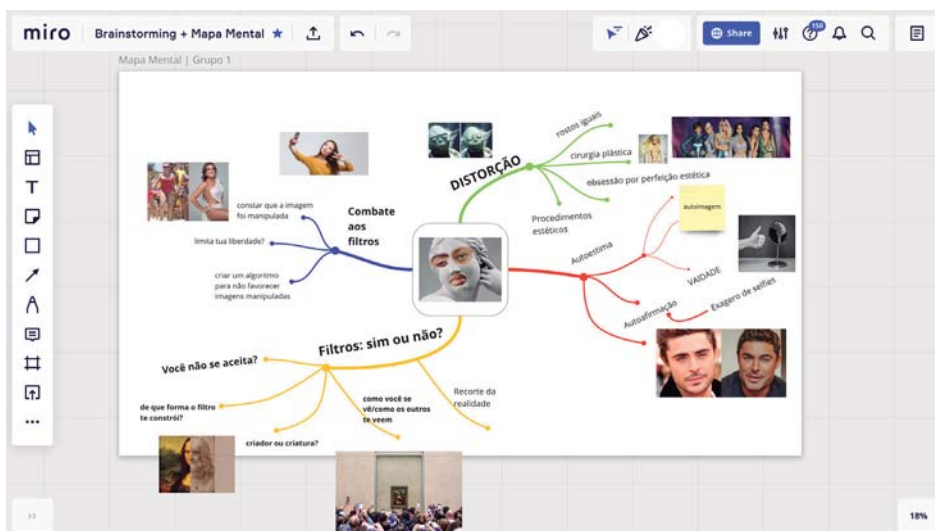 miro
Brainstorming + Mapa Mental
Share
150
Mapa Mental | Grupo 1
DISTORÇÃO
rostos iguais
cirurgia plástica
obsessão por perfeição estética
Procedimentos
estéticos
Combate
aos
filtros
constar que a imagem
foi manipulada
limita tua liberdade?
criar um algoritmo
para não favorecer
imagens manipuladas
Autoestima
autoimagem
VAIDADE
Autoafirmação
Exagero de selfies
Filtros: sim ou não?
Você não se aceita?
de que forma o filtro
te constrói?
criador ou criatura?
como você se
vê/como os outros
te veem
Recorte da
realidade
18%